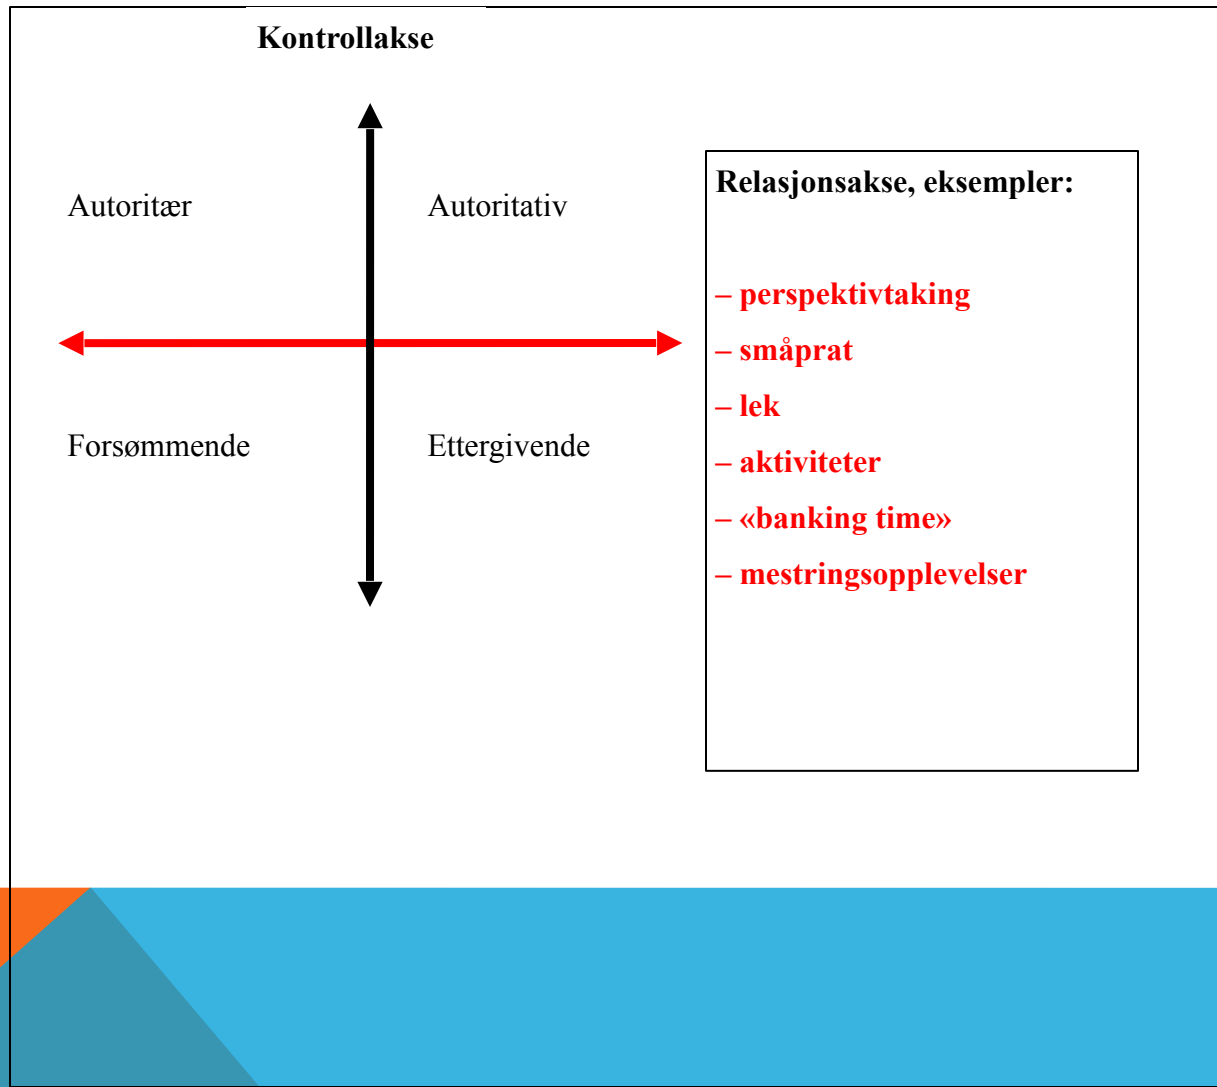 Kontrollakse
Autoritær
Autoritativ
Forsømmende
Ettergivende
Relasjonsakse, eksempler:
– perspektivtaking
– småprat
– lek
– aktiviteter
– «banking time»
– mestringsopplevelser